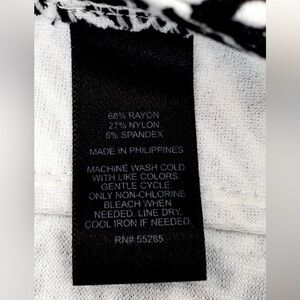 68% RAYON
27% NYLON
5% SPANDEX
MADE IN PHILIPPINES
MACHINE WASH COLD
WITH LIKE COLORS.
GENTLE CYCLE.
ONLY NON-CHLORINE
BLEACH WHEN
NEEDED. LINE DRY.
COOL IRON IF NEEDED.
RN# 55285